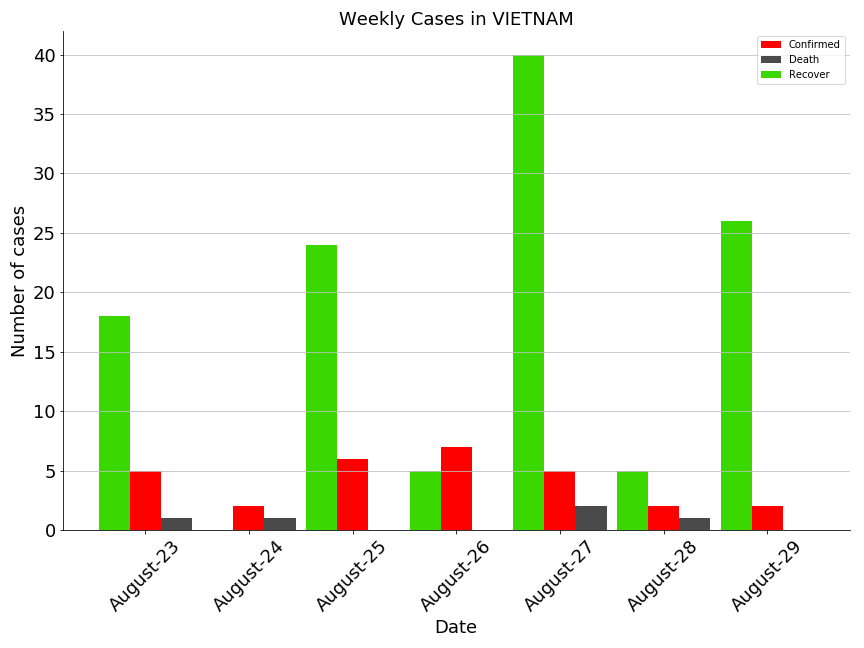 Weekly Cases in VIETNAM
Confirmed
Death
Recover
Number of cases
40
35
30
25
20
15
10
5
0
August-23
August-24
August-25
August-26
August-27
August-28
August-29
Date